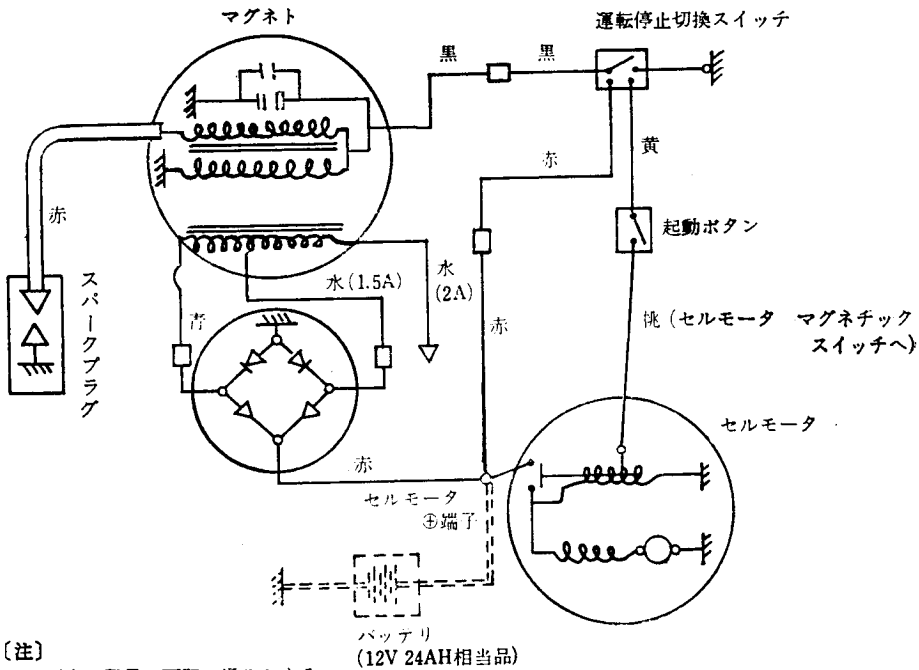 マグネト
運転停止切換スイッチ
黒
黒
赤
黄
赤
起動ボタン
スパークプラグ
水(1.5A)
水
(2A)
青
赤
桃(セルモータ マグネチック
スイッチへ)
セルモータ
赤
セルモータ
⊕端子
バッテリ
(12V 24AH相当品)
〔注〕